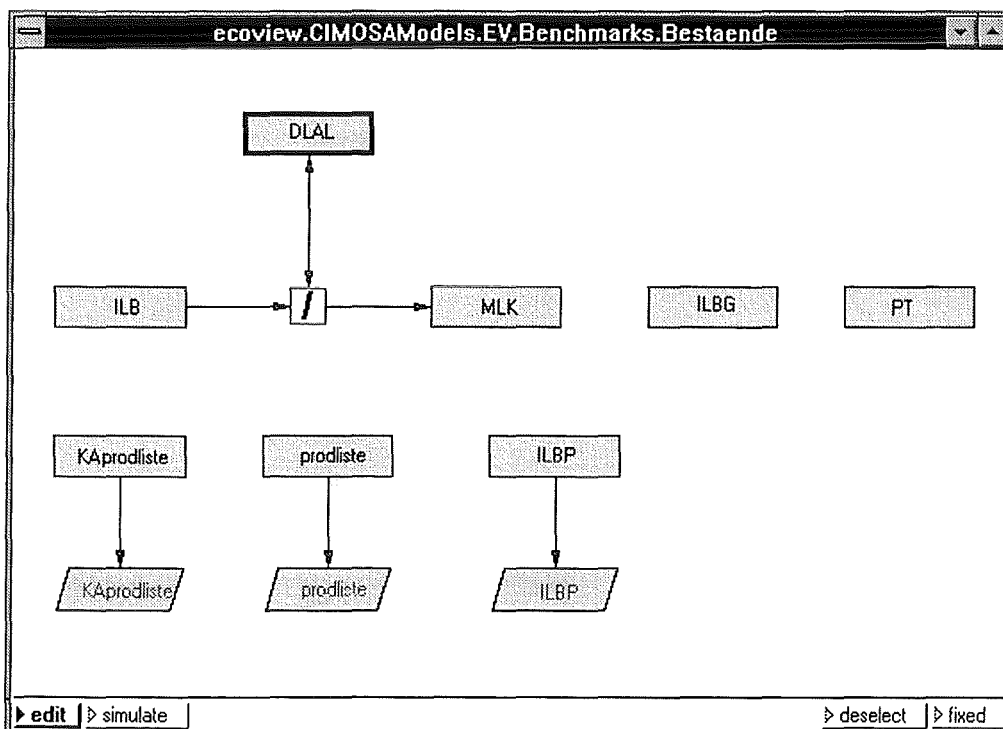 ecoview.CIMOSAModels.EV.Benchmarks.Bestaende
DLAL
ILB / MLK ILBG PT
KAprodliste prodliste ILBP
KAprodliste prodliste ILBP
edit simulate deselect fixed